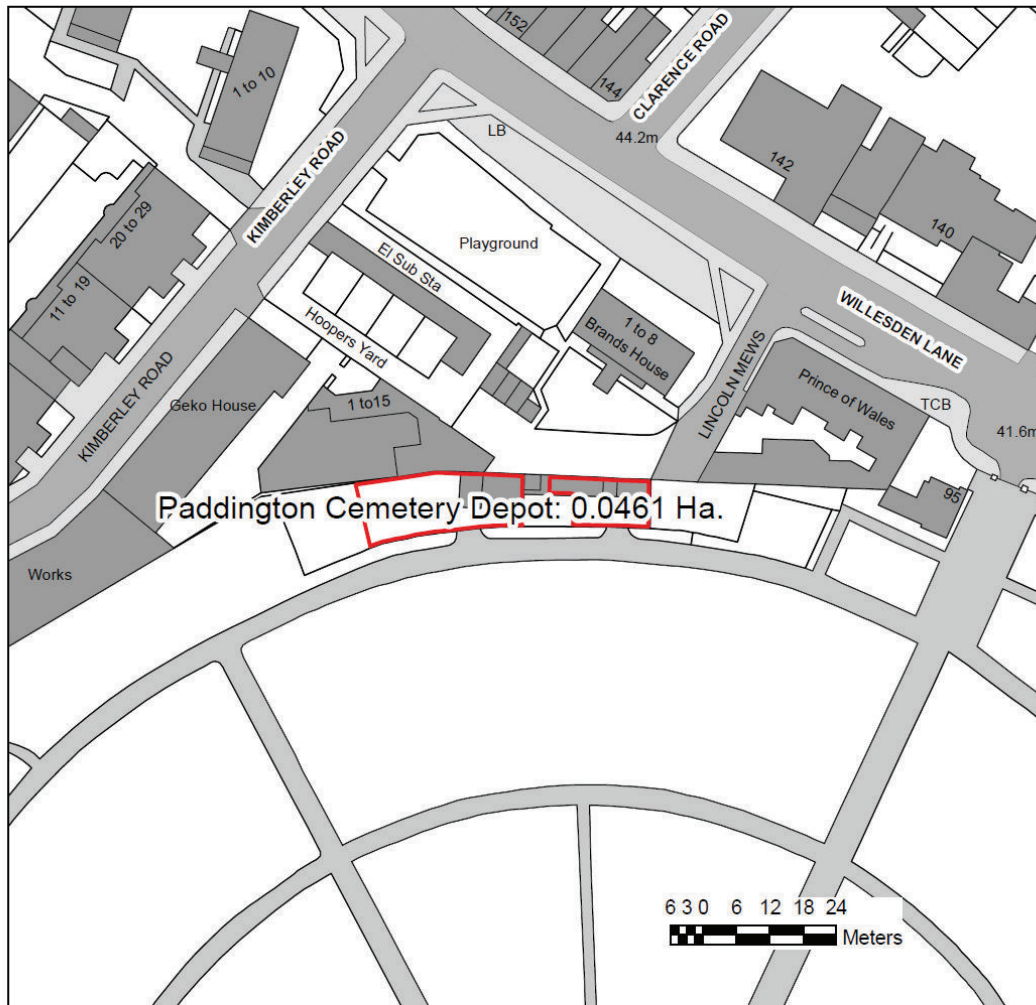 152
144
CLARENCE ROAD
1 to 10
KIMBERLEY ROAD
LB
44.2m
142
140
20 to 29
11 to 19
Playground
El Sub Sta
Hoopers Yard
1 to 8
Brands House
WILLESDEN LANE
LINCOLN MEWS
Prince of Wales
TCB
41.6m
KIMBERLEY ROAD
Geko House
1 to15
95
Paddington Cemetery Depot: 0.0461 Ha.
Works
6 3 0 6 12 18 24
Meters